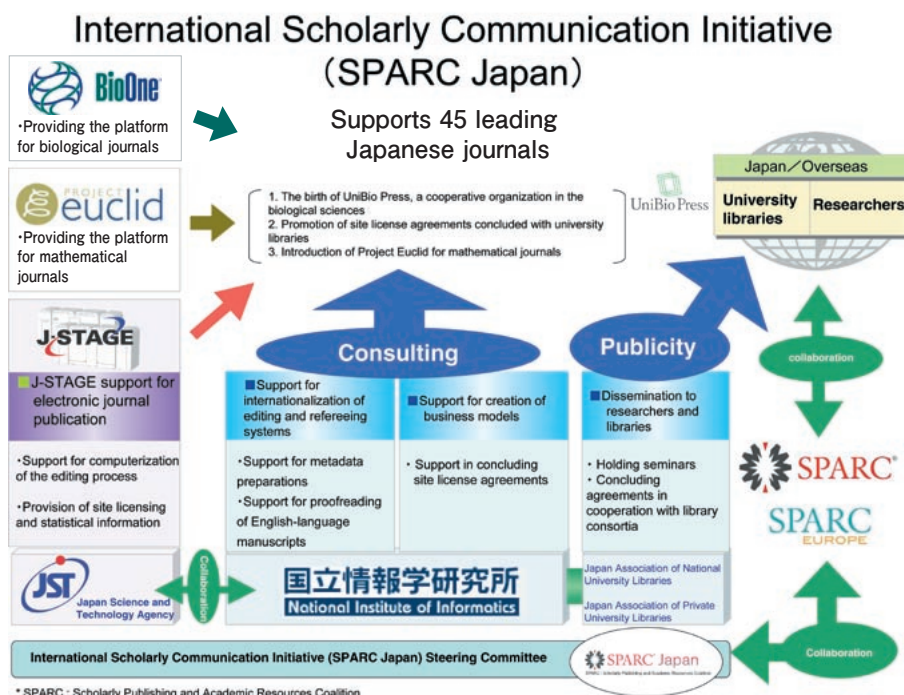 International Scholarly Communication Initiative
(SPARC Japan)
BioOne
・Providing the platform
for biological journals
Supports 45 leading
Japanese journals
PROJECT
euclid
・Providing the platform
for mathematical
journals
1. The birth of UniBio Press, a cooperative organization in the
biological sciences
2. Promotion of site license agreements concluded with university
libraries
3. Introduction of Project Euclid for mathematical journals
UniBio Press
Japan／Overseas
University
libraries
Researchers
J-STAGE
J-STAGE support for
electronic journal
publication
・Support for computerization
of the editing process
・Provision of site licensing
and statistical information
Consulting
Support for
internationalization of
editing and refereeing
systems
・Support for metadata
preparations
・Support for proofreading
of English-language
manuscripts
Support for creation of
business models
・Support in concluding
site license agreements
Publicity
Dissemination to
researchers and
libraries
・Holding seminars
・Concluding
agreements in
cooperation with library
consortia
collaboration
SPARC®
SPARC
EUROPE
JST
Japan Science and
Technology Agency
Collaboration
国立情報学研究所
National Institute of Informatics
Japan Association of National
University Libraries
Japan Association of Private
University Libraries
Collaboration
International Scholarly Communication Initiative (SPARC Japan) Steering Committee
SPARC Japan
* SPARC : Scholarly Publishing and Academic Resources Coalition